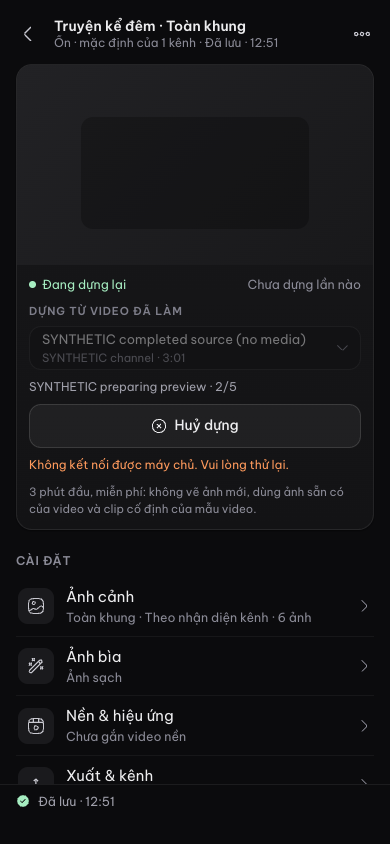 Truyện kể đêm · Toàn khung
Ổn · mặc định của 1 kênh · Đã lưu · 12:51
Đang dựng lại
Chưa dựng lần nào
DỰNG TỪ VIDEO ĐÃ LÀM
SYNTHETIC completed source (no media)
SYNTHETIC channel · 3:01
SYNTHETIC preparing preview · 2/5
Huỷ dựng
Không kết nối được máy chủ. Vui lòng thử lại.
3 phút đầu, miễn phí: không vẽ ảnh mới, dùng ảnh sẵn có
của video và clip cố định của mẫu video.
CÀI ĐẶT
Ảnh cảnh
Toàn khung · Theo nhận diện kênh · 6 ảnh
Ảnh bìa
Ảnh sạch
Nền & hiệu ứng
Chưa gắn video nền
Xuất & kênh
Đã lưu · 12:51